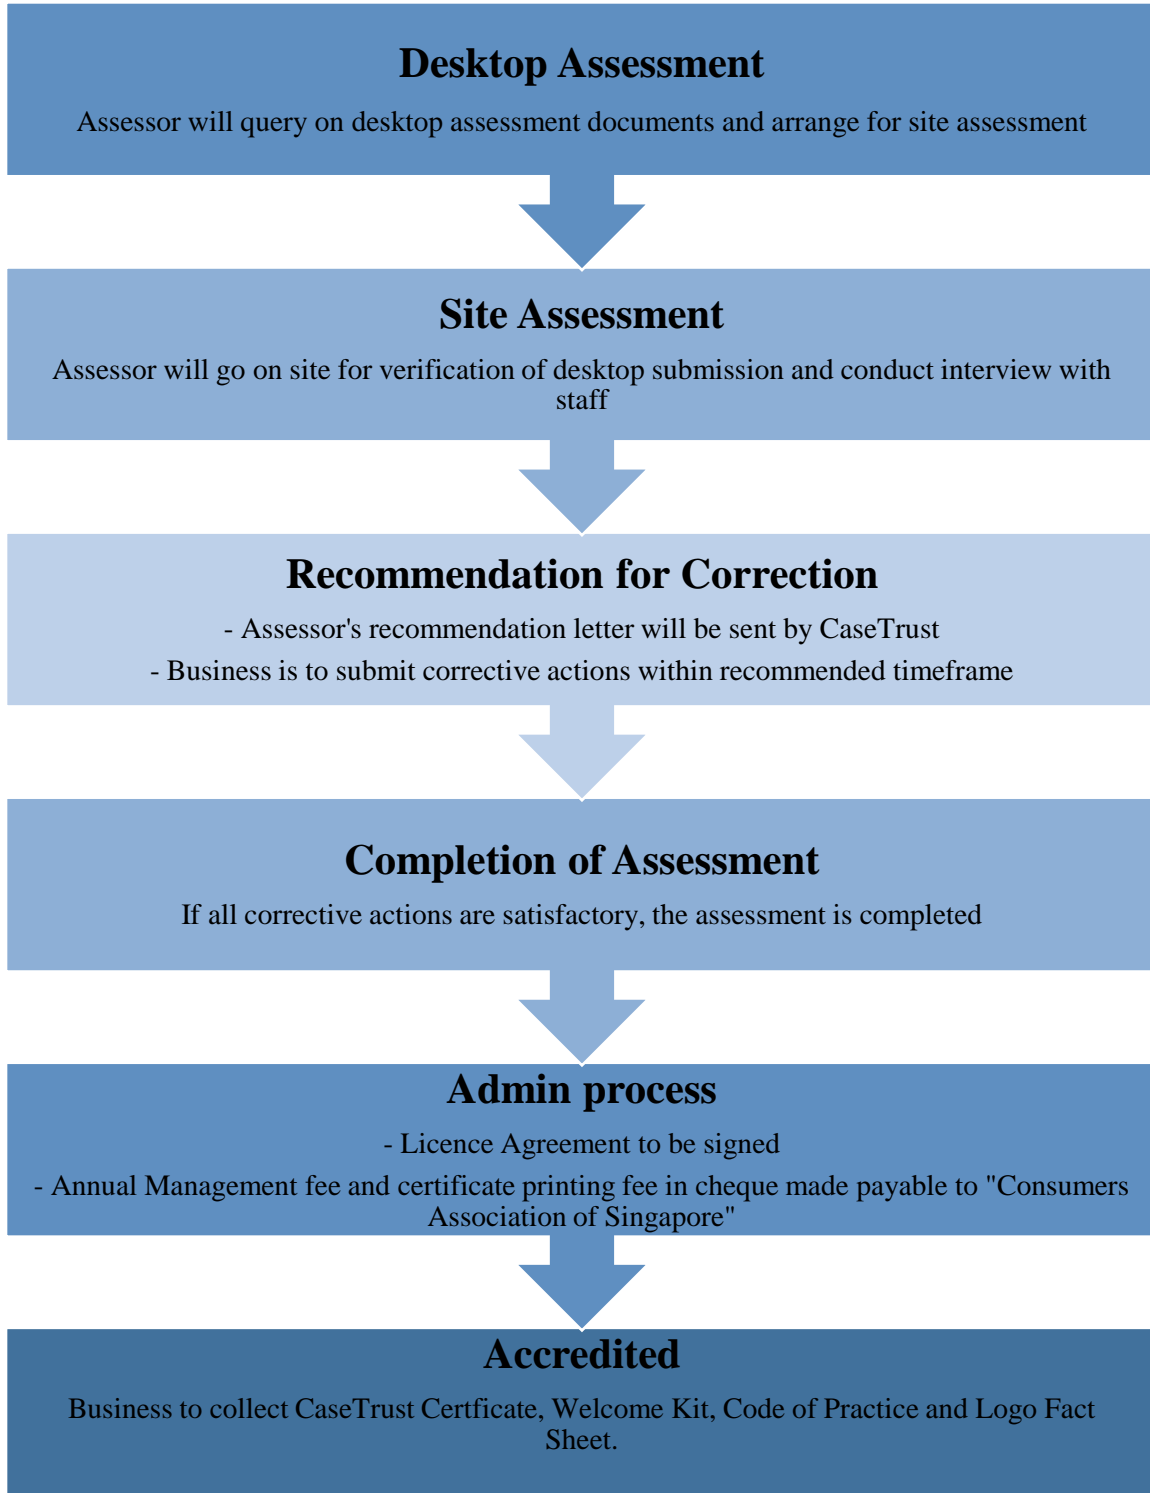 Desktop Assessment
Assessor will query on desktop assessment documents and arrange for site assessment
Site Assessment
Assessor will go on site for verification of desktop submission and conduct interview with
staff
Recommendation for Correction
- Assessor's recommendation letter will be sent by CaseTrust
- Business is to submit corrective actions within recommended timeframe
Completion of Assessment
If all corrective actions are satisfactory, the assessment is completed
Admin process
- Licence Agreement to be signed
- Annual Management fee and certificate printing fee in cheque made payable to "Consumers
Association of Singapore"
Accredited
Business to collect CaseTrust Certficate, Welcome Kit, Code of Practice and Logo Fact
Sheet.